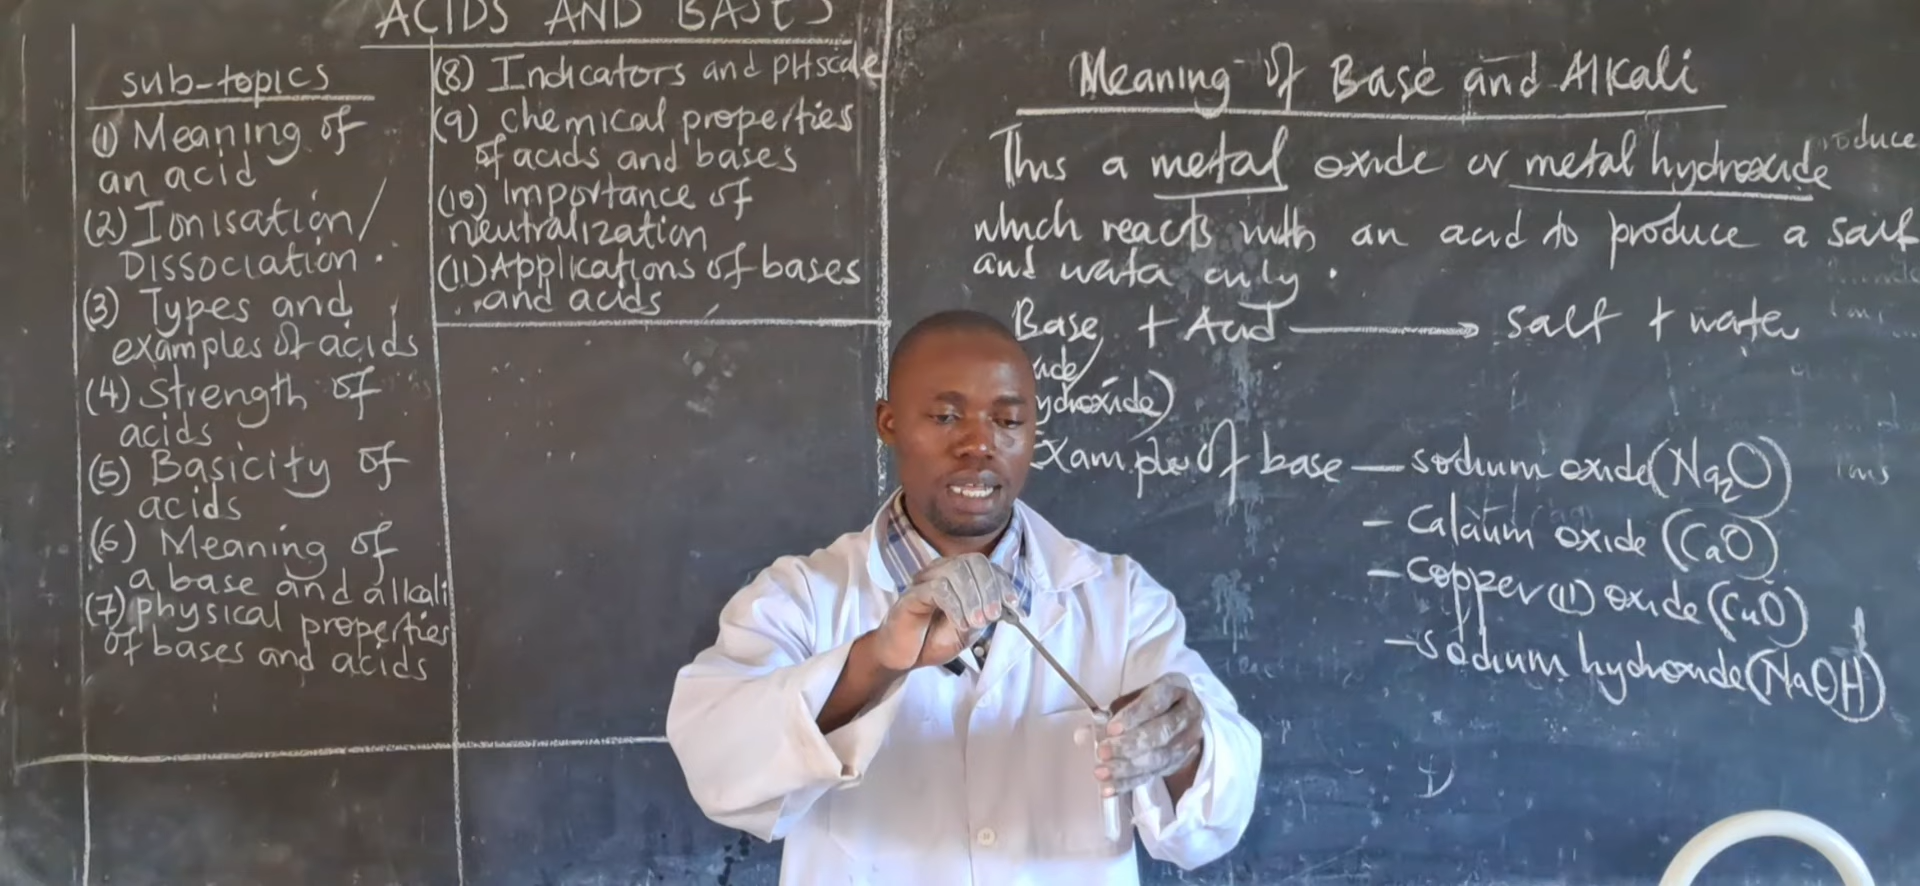 ACIDS AND BASES
sub-topics
(1) Meaning of
an acid
(2) Ionisation/
Dissociation.
(3) Types and
examples of acids
(4) Strength of
acids
(5) Basicity of
acids
(6) Meaning of
a base and alkali
(7) physical properties
of bases and acids
(8) Indicators and pH scale
(9) chemical properties
of acids and bases
(10) Importance of
neutralization
(11) Applications of bases
and acids
Meaning of Base and Alkali
This a metal oxide or metal hydroxide
which reacts with an acid to produce a salt
and water only.
Base + Acid → salt + water
ydroxide)
Example of base — sodium oxide (Na₂O)
- Calcium oxide (CaO)
- Copper (II) oxide (CuO)
- sodium hydroxide (NaOH)
ions